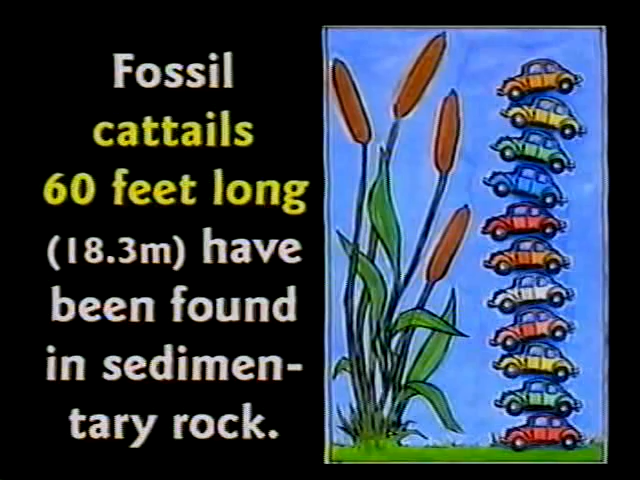 Fossil
cattails
60 feet long
(18.3m) have
been found
in sedimen-
tary rock.